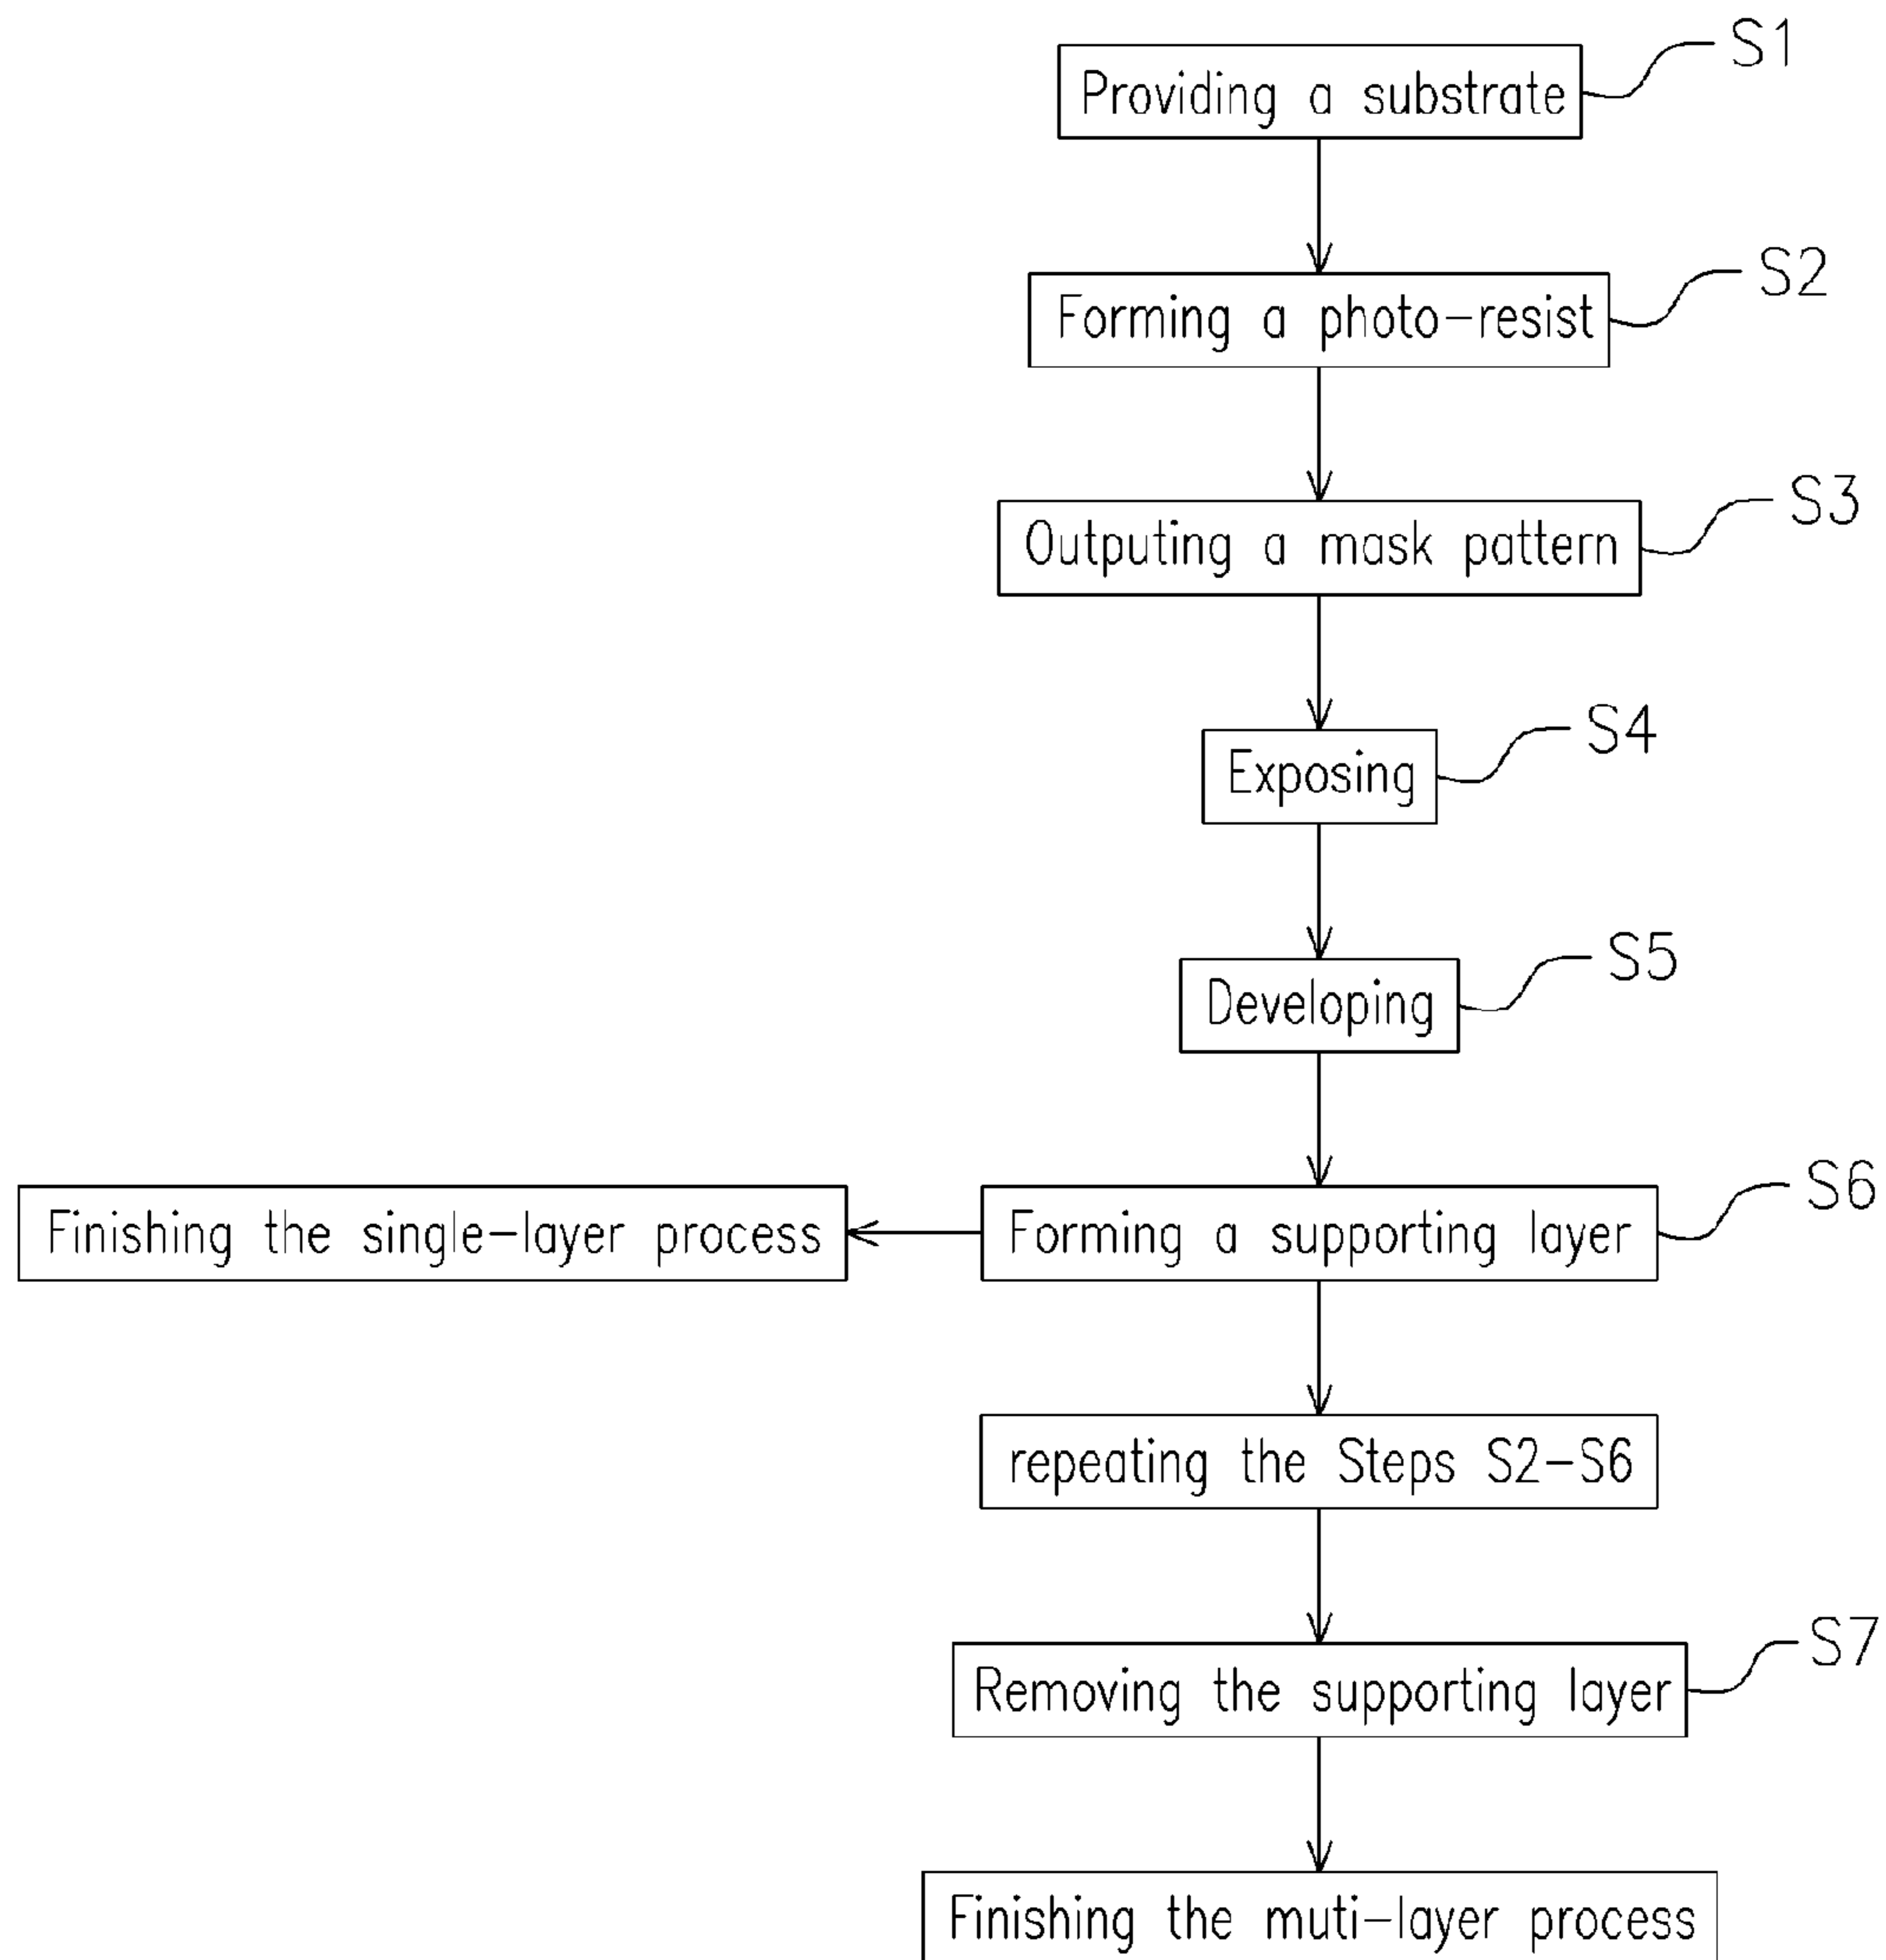 S1
Providing a substrate
S2
Forming a photo-resist
S3
Outputing a mask pattern
S4
Exposing
S5
Developing
S6
Finishing the single-layer process
Forming a supporting layer
repeating the Steps S2-S6
S7
Removing the supporting layer
Finishing the muti-layer process